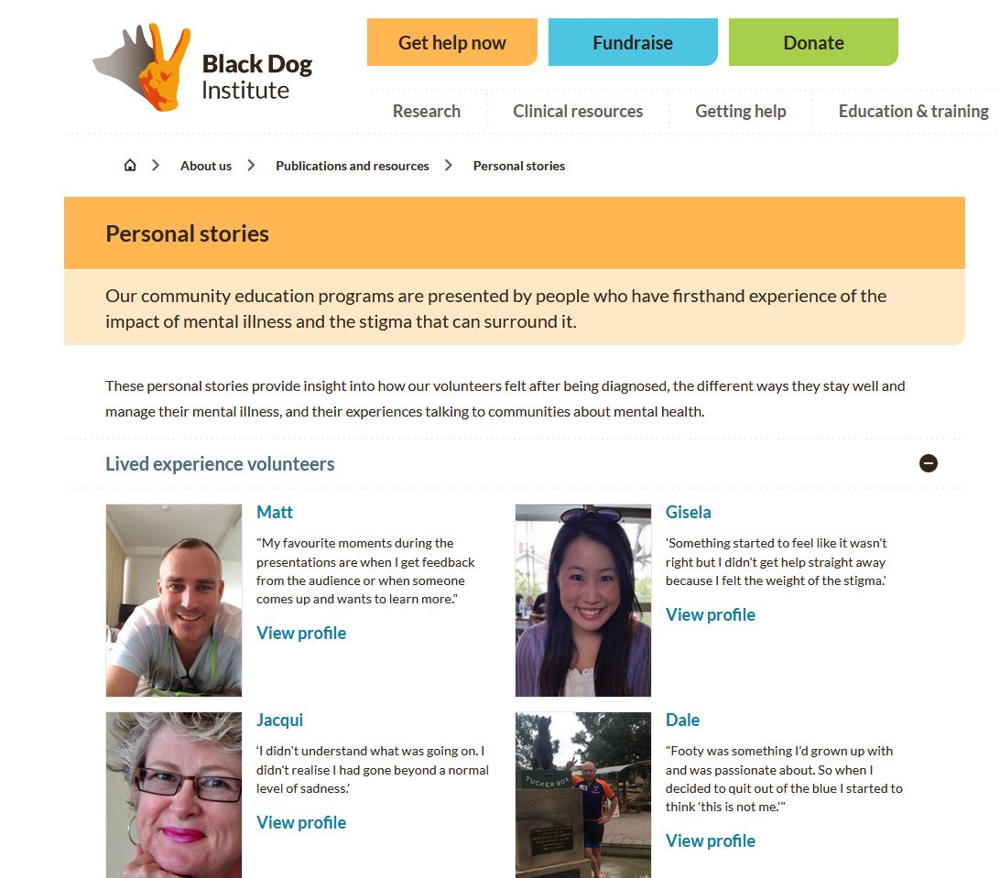 Black Dog
Institute
Get help now
Fundraise
Donate
Research
Clinical resources
Getting help
Education & training
About us
Publications and resources
Personal stories
Personal stories
Our community education programs are presented by people who have firsthand experience of the
impact of mental illness and the stigma that can surround it.
These personal stories provide insight into how our volunteers felt after being diagnosed, the different ways they stay well and
manage their mental illness, and their experiences talking to communities about mental health.
Lived experience volunteers
Matt
"My favourite moments during the
presentations are when I get feedback
from the audience or when someone
comes up and wants to learn more."
View profile
Gisela
'Something started to feel like it wasn't
right but I didn't get help straight away
because I felt the weight of the stigma.'
View profile
Jacqui
'I didn't understand what was going on. I
didn't realise I had gone beyond a normal
level of sadness.'
View profile
Dale
"Footy was something I'd grown up with
and was passionate about. So when I
decided to quit out of the blue I started to
think 'this is not me.'"
View profile
TUCKER BOX